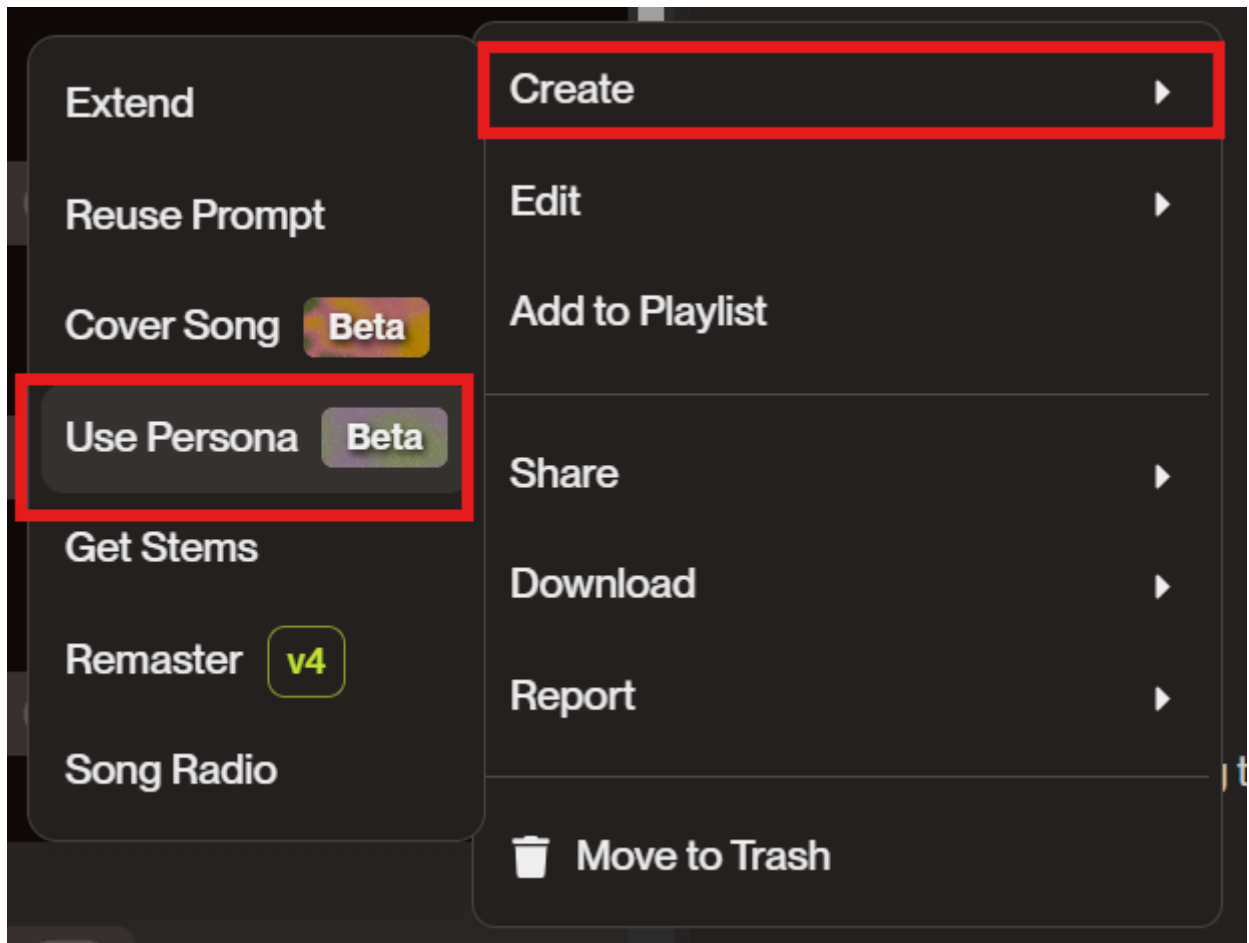 Extend
Reuse Prompt
Cover Song Beta
Use Persona Beta
Get Stems
Remaster v4
Song Radio
Create
Edit
Add to Playlist
Share
Download
Report
Move to Trash